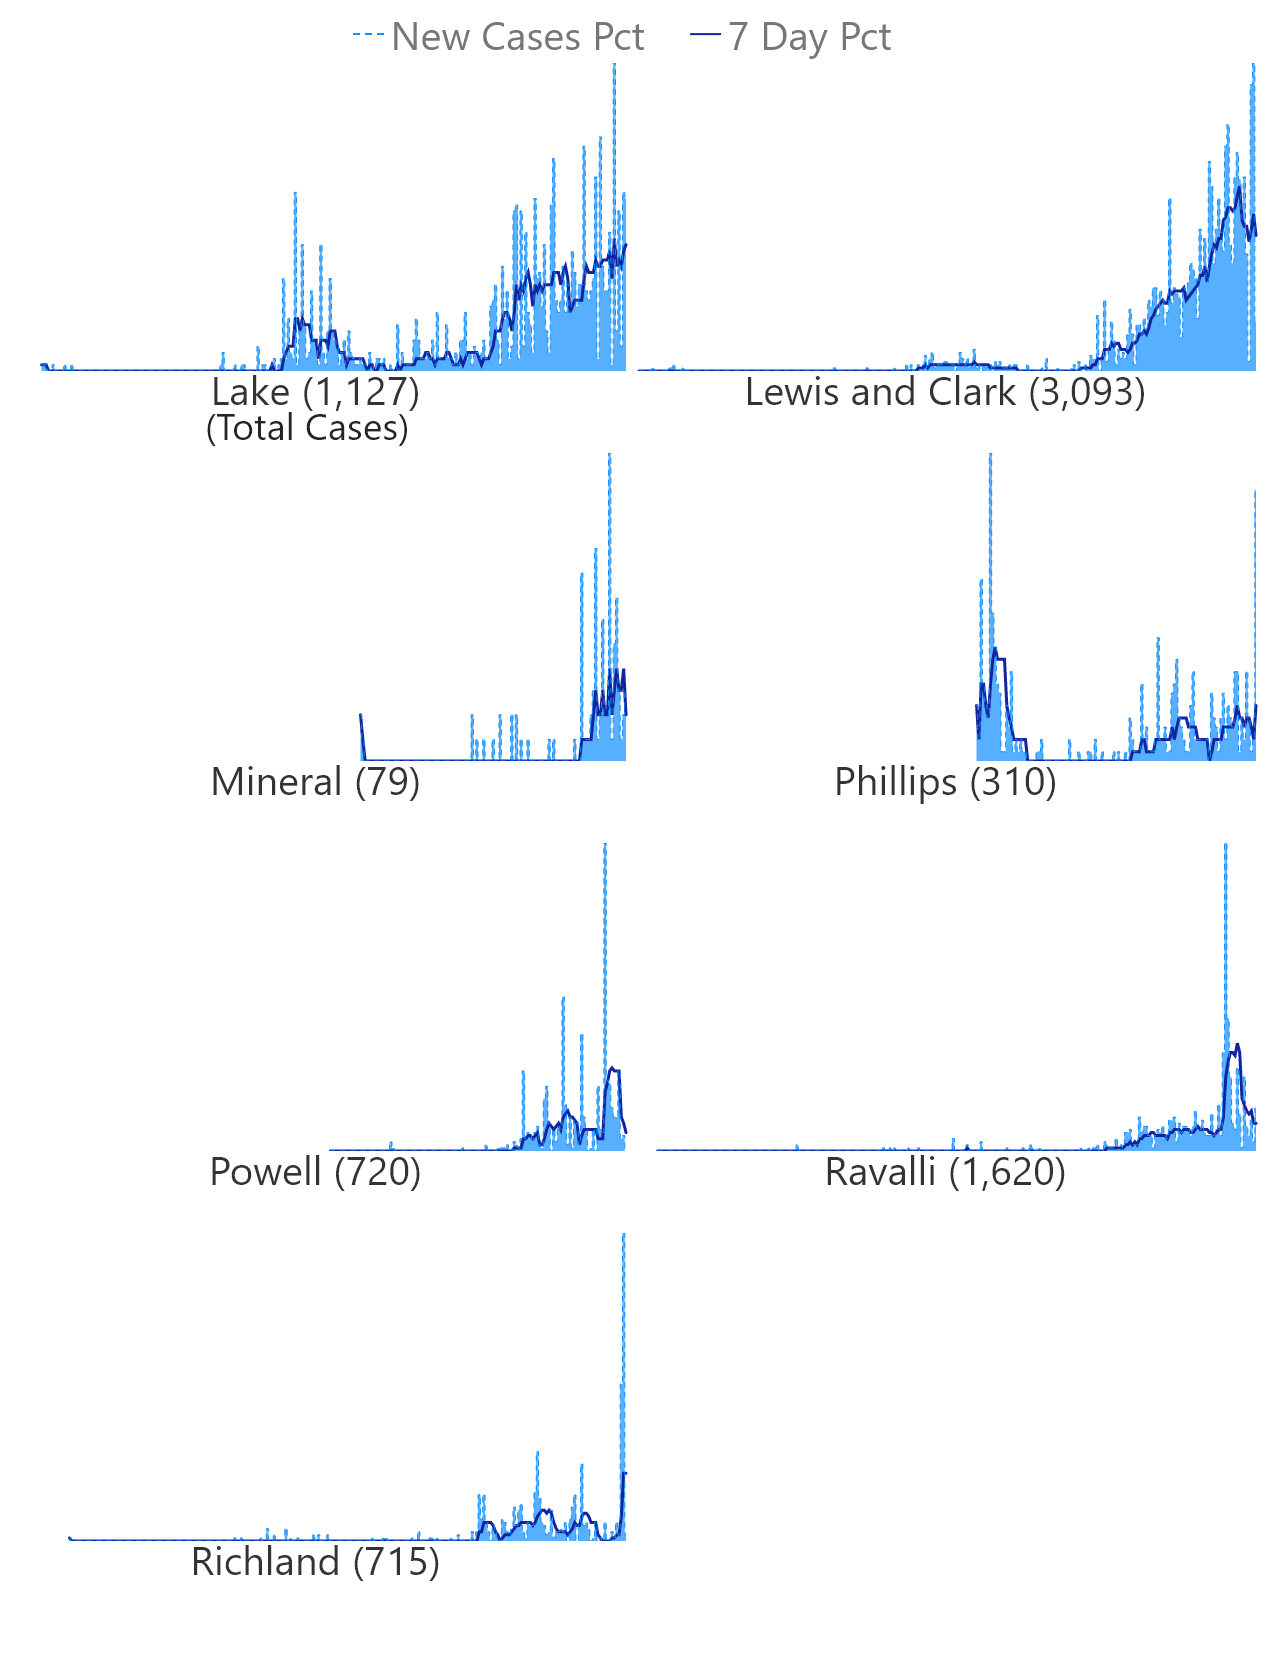 New Cases Pct 7 Day Pct
Lake (1,127)
(Total Cases)
Lewis and Clark (3,093)
Mineral (79)
Phillips (310)
Powell (720)
Ravalli (1,620)
Richland (715)